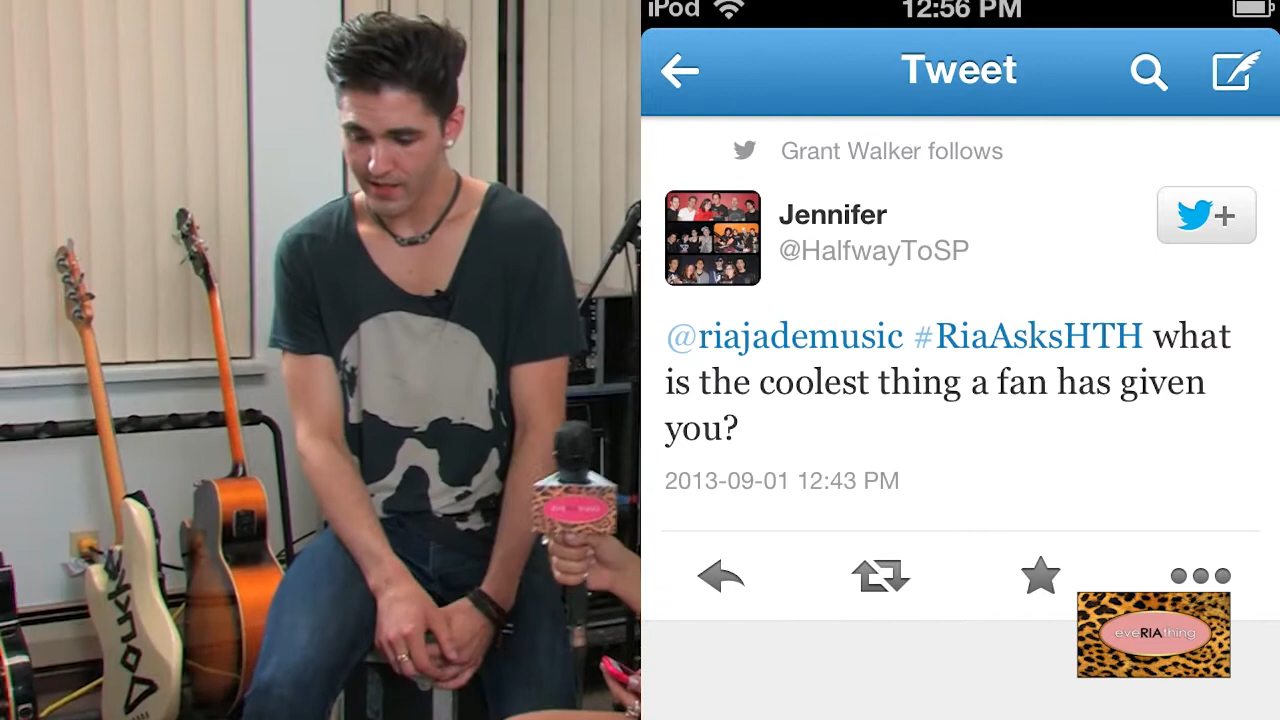 iPod 12:56 PM
Tweet
Grant Walker follows
Jennifer
@HalfwayToSP
@riajademusic #RiaAsksHTH what
is the coolest thing a fan has given
you?
2013-09-01 12:43 PM
everiathing
eveRIAthing